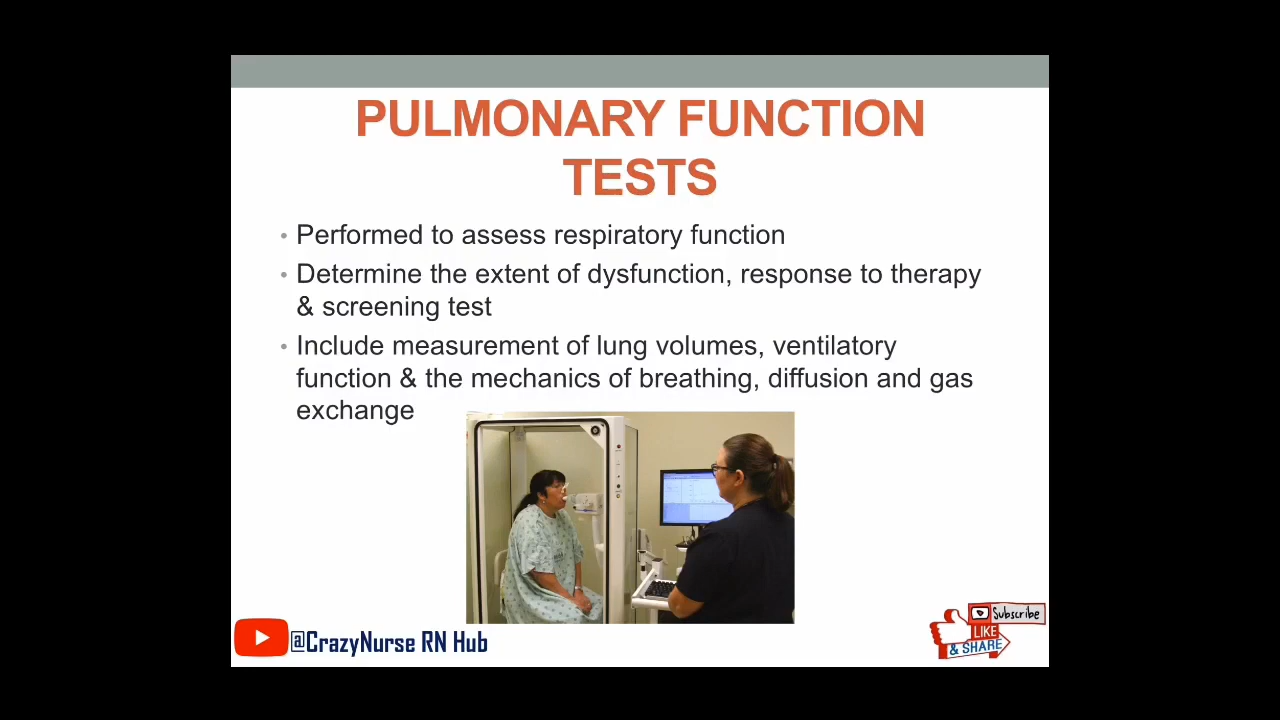 PULMONARY FUNCTION
TESTS
• Performed to assess respiratory function
• Determine the extent of dysfunction, response to therapy
& screening test
• Include measurement of lung volumes, ventilatory
function & the mechanics of breathing, diffusion and gas
exchange
@CrazyNurse RN Hub
Subscribe
LIKE
& SHARE